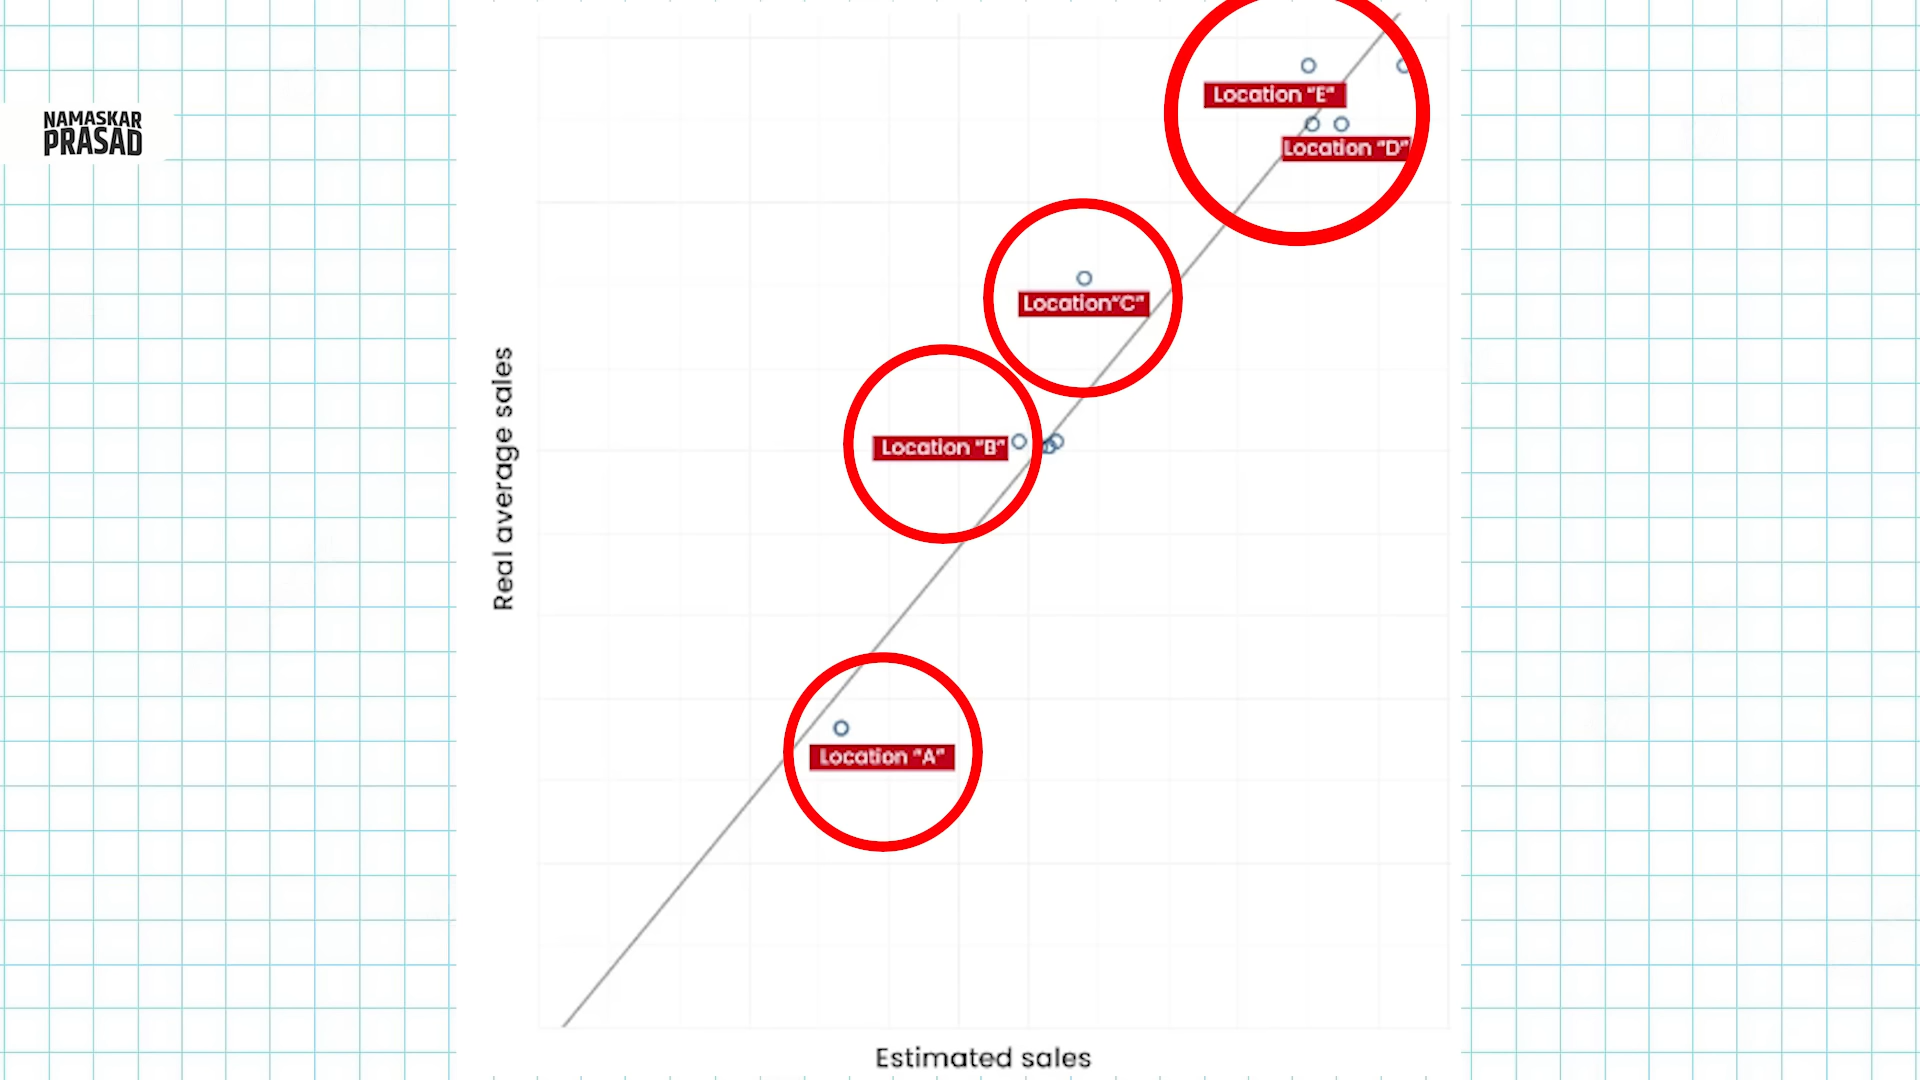 NAMASKAR
PRASAD
Location "E"
Location "D"
Location"C"
Location "B"
Location "A"
Real average sales
Estimated sales